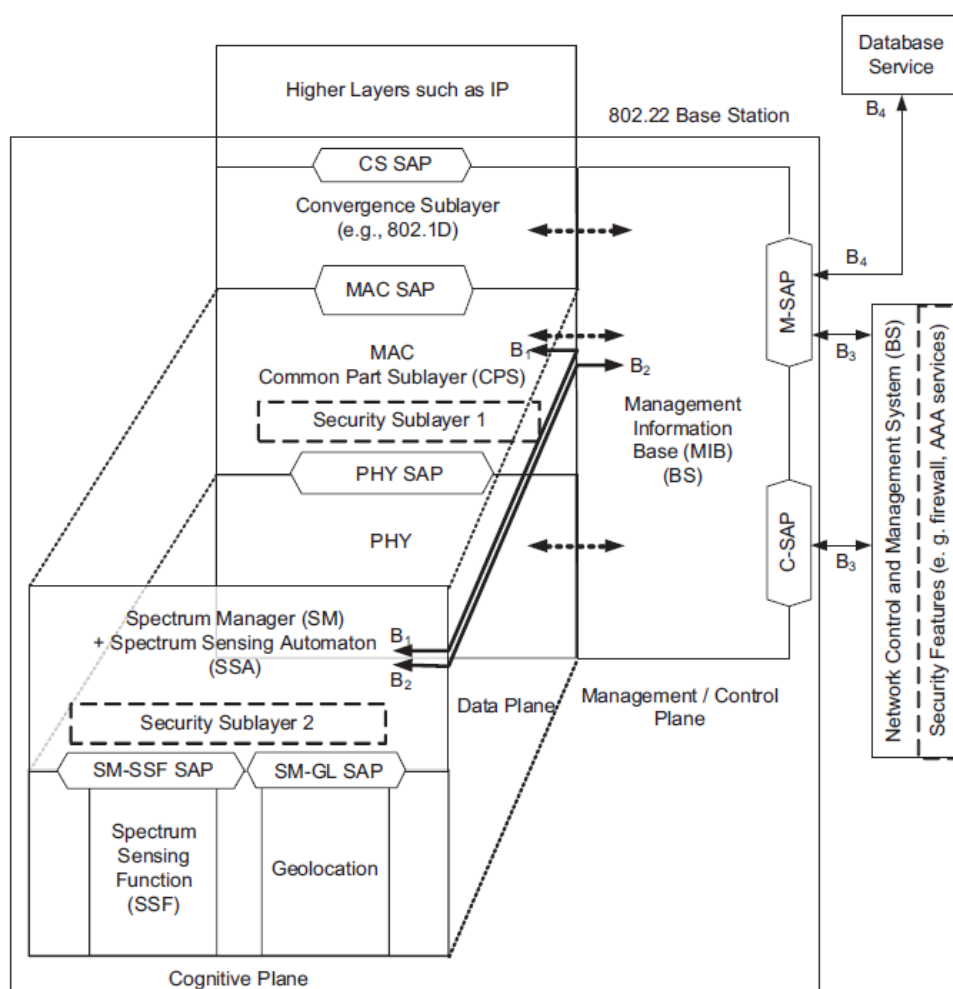 Database
Service
B4
Higher Layers such as IP
802.22 Base Station
CS SAP
Convergence Sublayer
(e.g., 802.1D)
B4
MAC SAP
M-SAP
B3
MAC
Common Part Sublayer (CPS)
B1
B2
Security Sublayer 1
Management
Information
Base (MIB)
(BS)
Network Control and Management System (BS)
Security Features (e. g. firewall, AAA services)
PHY SAP
PHY
C-SAP
B3
Spectrum Manager (SM)
+ Spectrum Sensing Automaton
(SSA)
B1
B2
Data Plane
Management / Control
Plane
Security Sublayer 2
SM-SSF SAP
SM-GL SAP
Spectrum
Sensing
Function
(SSF)
Geolocation
Cognitive Plane